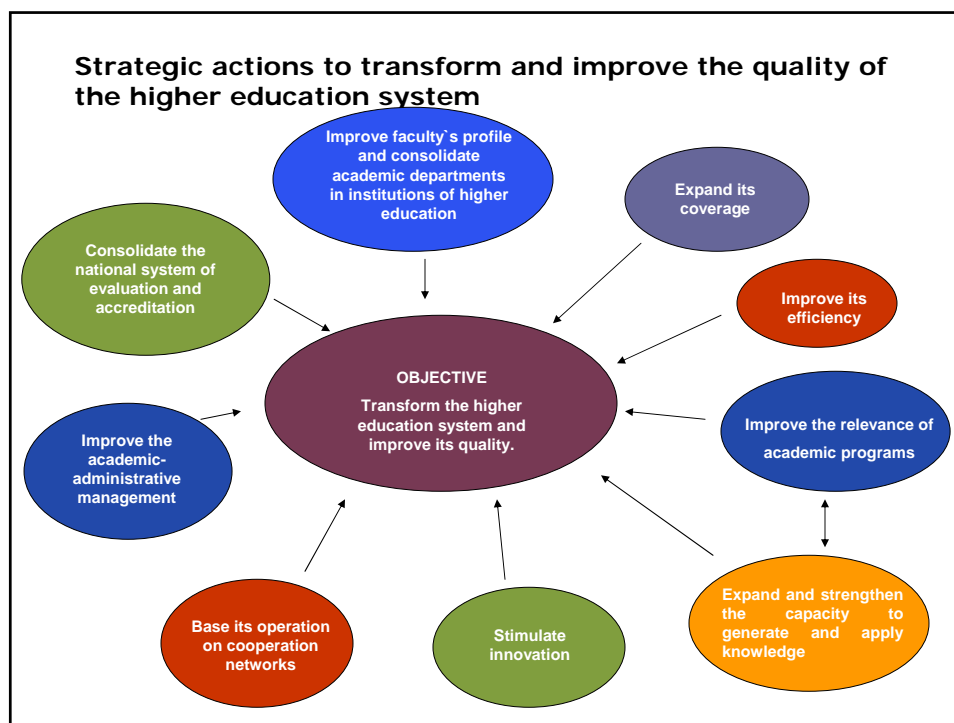 Strategic actions to transform and improve the quality of
the higher education system
Improve faculty`s profile
and consolidate
academic departments
in institutions of higher
education
Expand its
coverage
Consolidate the
national system of
evaluation and
accreditation
Improve its
efficiency
OBJECTIVE
Transform the higher
education system and
improve its quality.
Improve the relevance of
academic programs
Improve the
academic-
administrative
management
Expand and strengthen
the capacity to
generate and apply
knowledge
Base its operation
on cooperation
networks
Stimulate
innovation